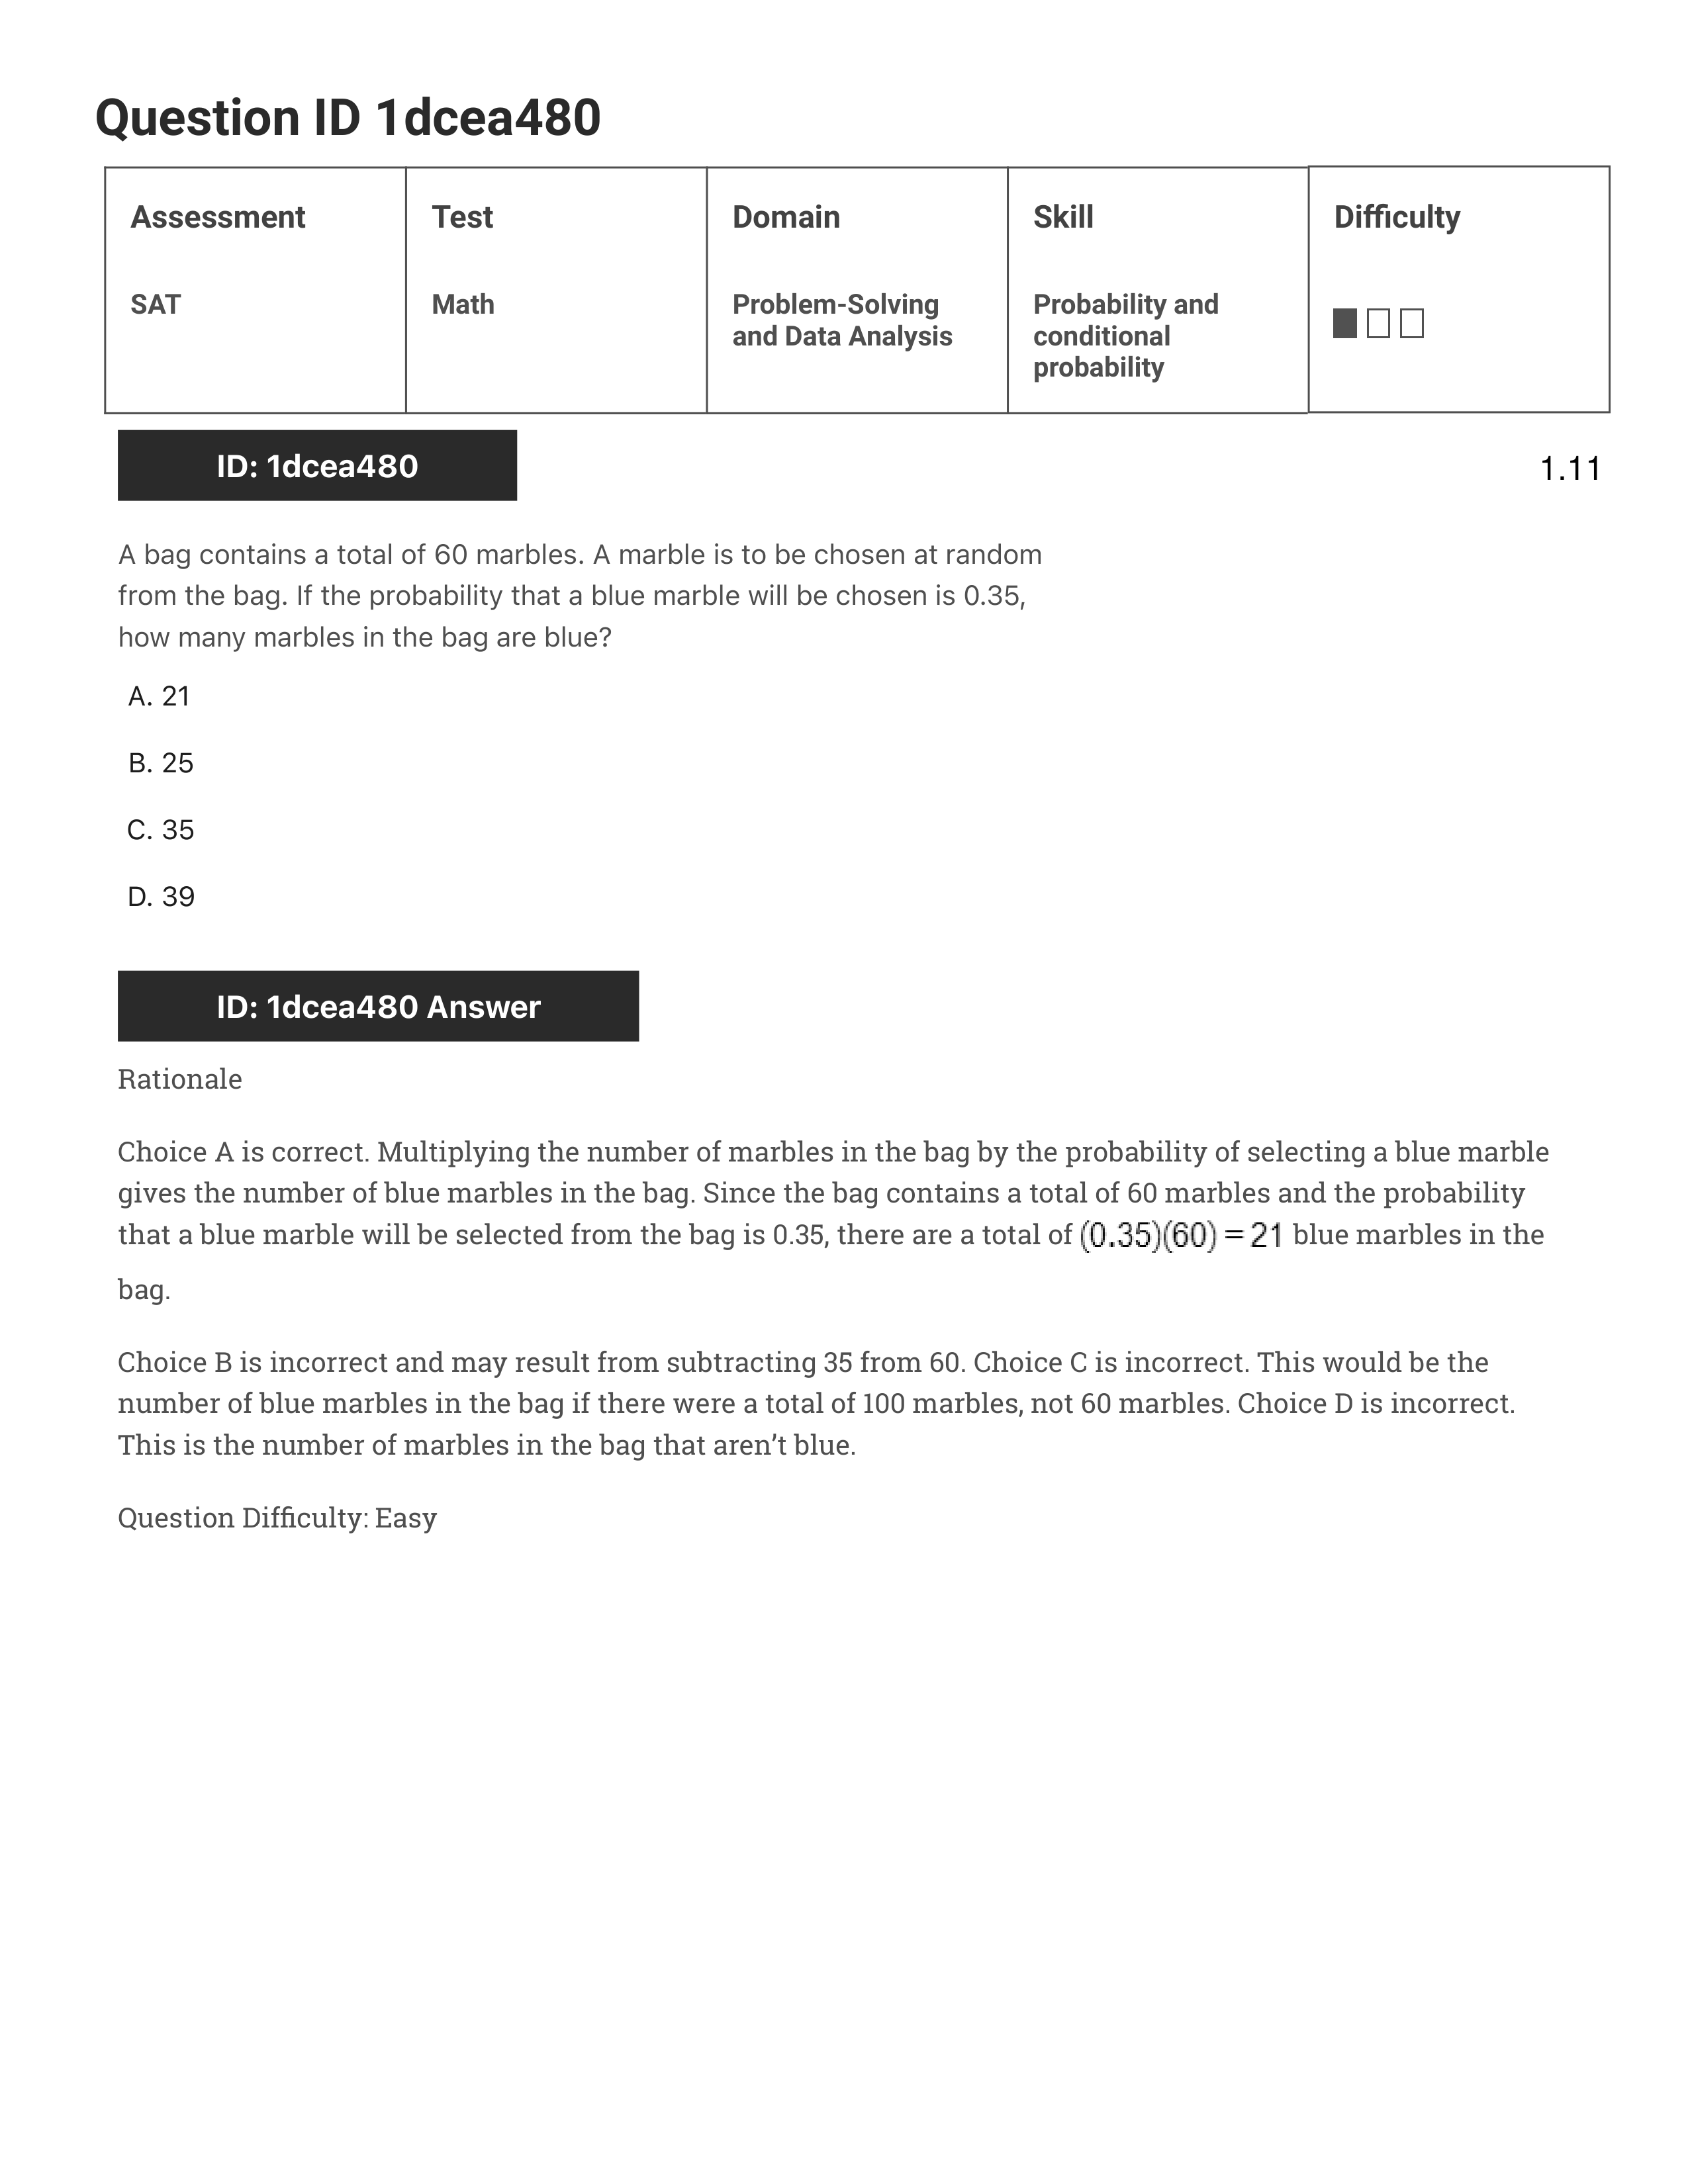 Question ID 1dcea480
Assessment
Test
Domain
Skill
Difficulty
SAT
Math
Problem-Solving
and Data Analysis
Probability and
conditional
probability
ID: 1dcea480
1.11
A bag contains a total of 60 marbles. A marble is to be chosen at random
from the bag. If the probability that a blue marble will be chosen is 0.35,
how many marbles in the bag are blue?
A. 21
B. 25
C. 35
D. 39
ID: 1dcea480 Answer
Rationale
Choice A is correct. Multiplying the number of marbles in the bag by the probability of selecting a blue marble
gives the number of blue marbles in the bag. Since the bag contains a total of 60 marbles and the probability
that a blue marble will be selected from the bag is 0.35, there are a total of (0.35)(60) = 21 blue marbles in the
bag.
Choice B is incorrect and may result from subtracting 35 from 60. Choice C is incorrect. This would be the
number of blue marbles in the bag if there were a total of 100 marbles, not 60 marbles. Choice D is incorrect.
This is the number of marbles in the bag that aren’t blue.
Question Difficulty: Easy